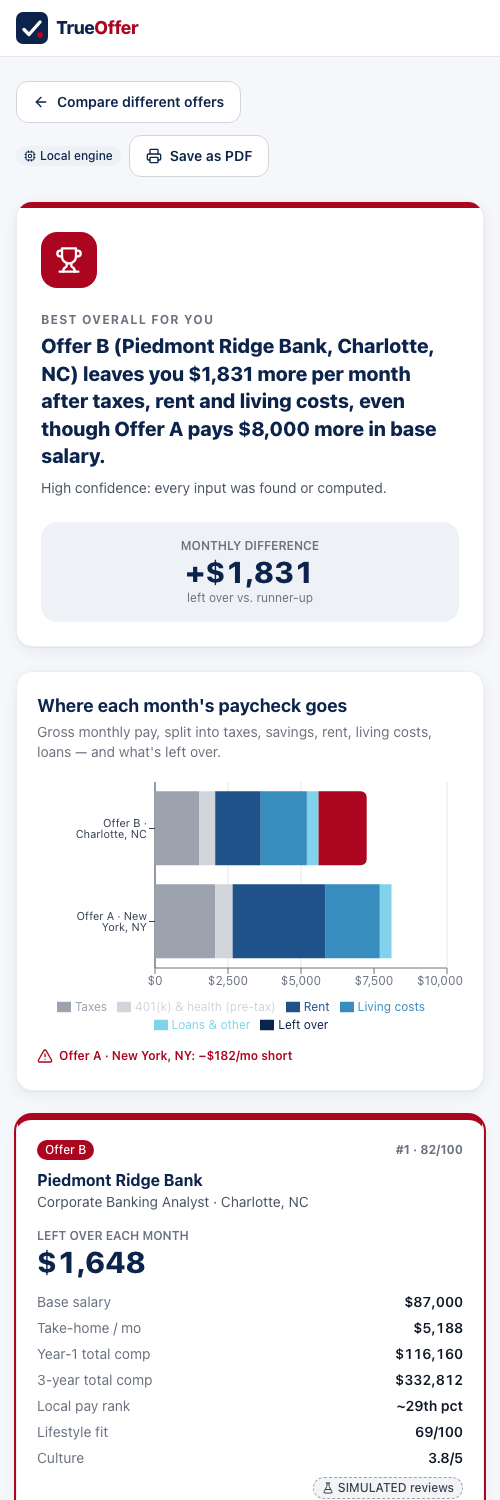 TrueOffer
Compare different offers
Local engine
Save as PDF
BEST OVERALL FOR YOU
Offer B (Piedmont Ridge Bank, Charlotte,
NC) leaves you $1,831 more per month
after taxes, rent and living costs, even
though Offer A pays $8,000 more in base
salary.
High confidence: every input was found or computed.
MONTHLY DIFFERENCE
+$1,831
left over vs. runner-up
Where each month's paycheck goes
Gross monthly pay, split into taxes, savings, rent, living costs,
loans — and what's left over.
Offer B ·
Charlotte, NC
Offer A · New
York, NY
$0 $2,500 $5,000 $7,500 $10,000
Taxes 401(k) & health (pre-tax) Rent Living costs
Loans & other Left over
Offer A · New York, NY: −$182/mo short
Offer B #1 · 82/100
Piedmont Ridge Bank
Corporate Banking Analyst · Charlotte, NC
LEFT OVER EACH MONTH
$1,648
Base salary $87,000
Take-home / mo $5,188
Year-1 total comp $116,160
3-year total comp $332,812
Local pay rank ~29th pct
Lifestyle fit 69/100
Culture 3.8/5
SIMULATED reviews